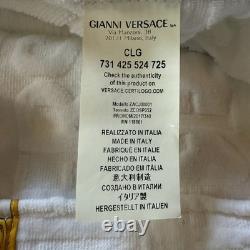 GIANNI VERSACE SPA
Via Manzoni, 38
20121 Milano, Italy
CLG
731 425 524 725
Check the authenticity
of this product on
VERSACE.CERTILOGO.COM
REALIZZATO IN ITALIA
MADE IN ITALY
FABRIQUÉ EN ITALIE
HECHO EN ITALIA
FABRICADO EM ITÁLIA
意大利制造
СДЕЛАНО В ИТАЛИИ
イタリア製
HERGESTELLT IN ITALIEN